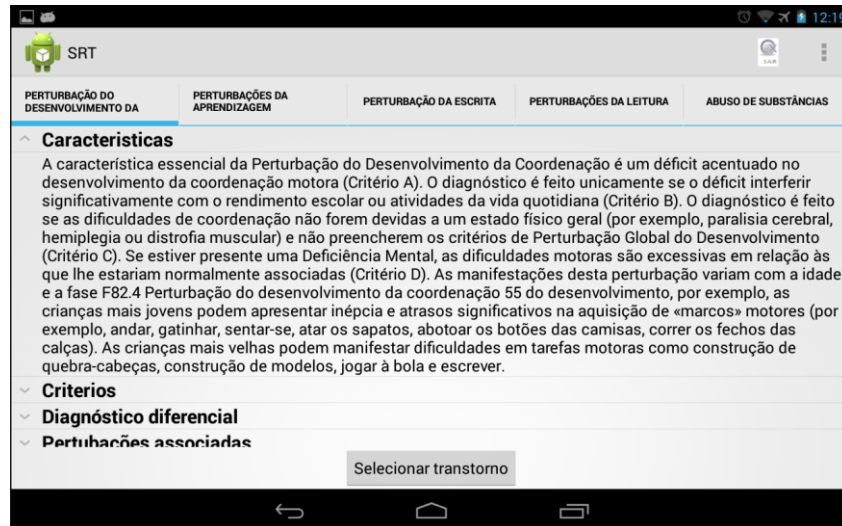 12:19
SRT
SAR
PERTURBAÇÃO DO
DESENVOLVIMENTO DA
PERTURBAÇÕES DA
APRENDIZAGEM
PERTURBAÇÃO DA ESCRITA
PERTURBAÇÕES DA LEITURA
ABUSO DE SUBSTÂNCIAS
Caracteristicas
A característica essencial da Perturbação do Desenvolvimento da Coordenação é um déficit acentuado no
desenvolvimento da coordenação motora (Critério A). O diagnóstico é feito unicamente se o déficit interferir
significativamente com o rendimento escolar ou atividades da vida quotidiana (Critério B). O diagnóstico é feito
se as dificuldades de coordenação não forem devidas a um estado físico geral (por exemplo, paralisia cerebral,
hemiplegia ou distrofia muscular) e não preencherem os critérios de Perturbação Global do Desenvolvimento
(Critério C). Se estiver presente uma Deficiência Mental, as dificuldades motoras são excessivas em relação às
que lhe estariam normalmente associadas (Critério D). As manifestações desta perturbação variam com a idade
e a fase F82.4 Perturbação do desenvolvimento da coordenação 55 do desenvolvimento, por exemplo, as
crianças mais jovens podem apresentar inépcia e atrasos significativos na aquisição de «marcos» motores (por
exemplo, andar, gatinhar, sentar-se, atar os sapatos, abotoar os botões das camisas, correr os fechos das
calças). As crianças mais velhas podem manifestar dificuldades em tarefas motoras como construção de
quebra-cabeças, construção de modelos, jogar à bola e escrever.
Criterios
Diagnóstico diferencial
Pertubações associadas
Selecionar transtorno